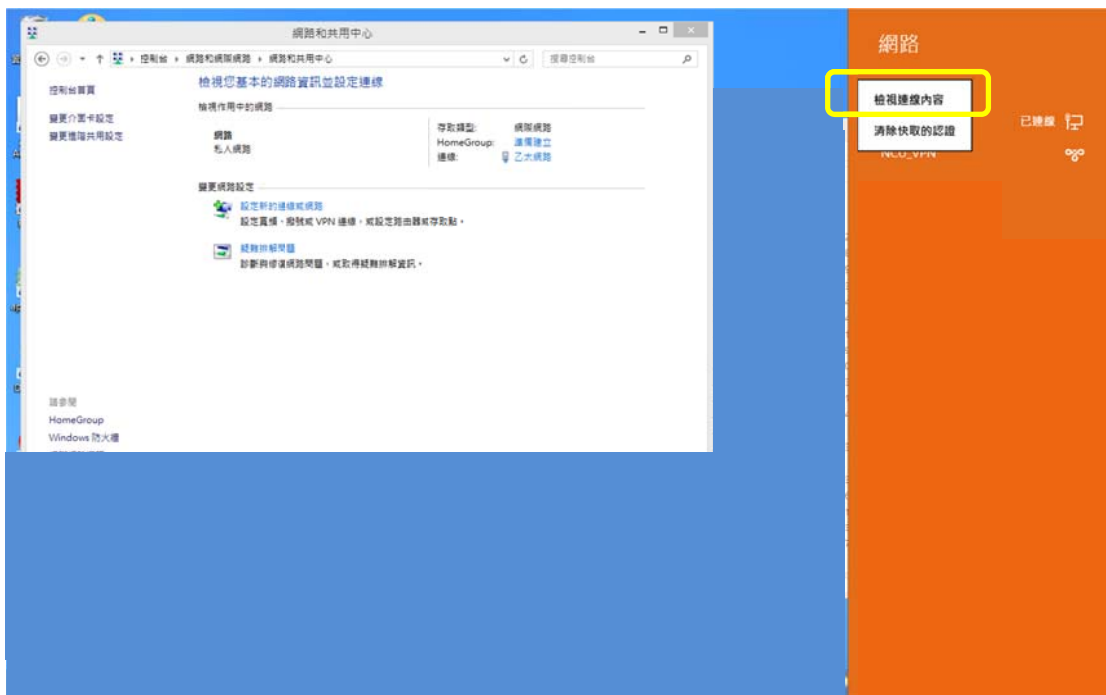 網路和共用中心
控制台 ▸ 網路和網際網路 ▸ 網路和共用中心
搜尋控制台
控制台首頁
變更介面卡設定
變更進階共用設定
檢視您基本的網路資訊並設定連線
檢視作用中的網路
網路
私人網路
存取類型: 網際網路
HomeGroup: 準備建立
連線: 乙太網路
變更網路設定
設定新的連線或網路
設定寬頻、撥號或 VPN 連線，或設定路由器或存取點。
疑難排解問題
診斷與修復網路問題，或取得疑難排解資訊。
請參閱
HomeGroup
Windows 防火牆
網路
檢視連線內容
清除快取的認證
已連線
NCU_VPN